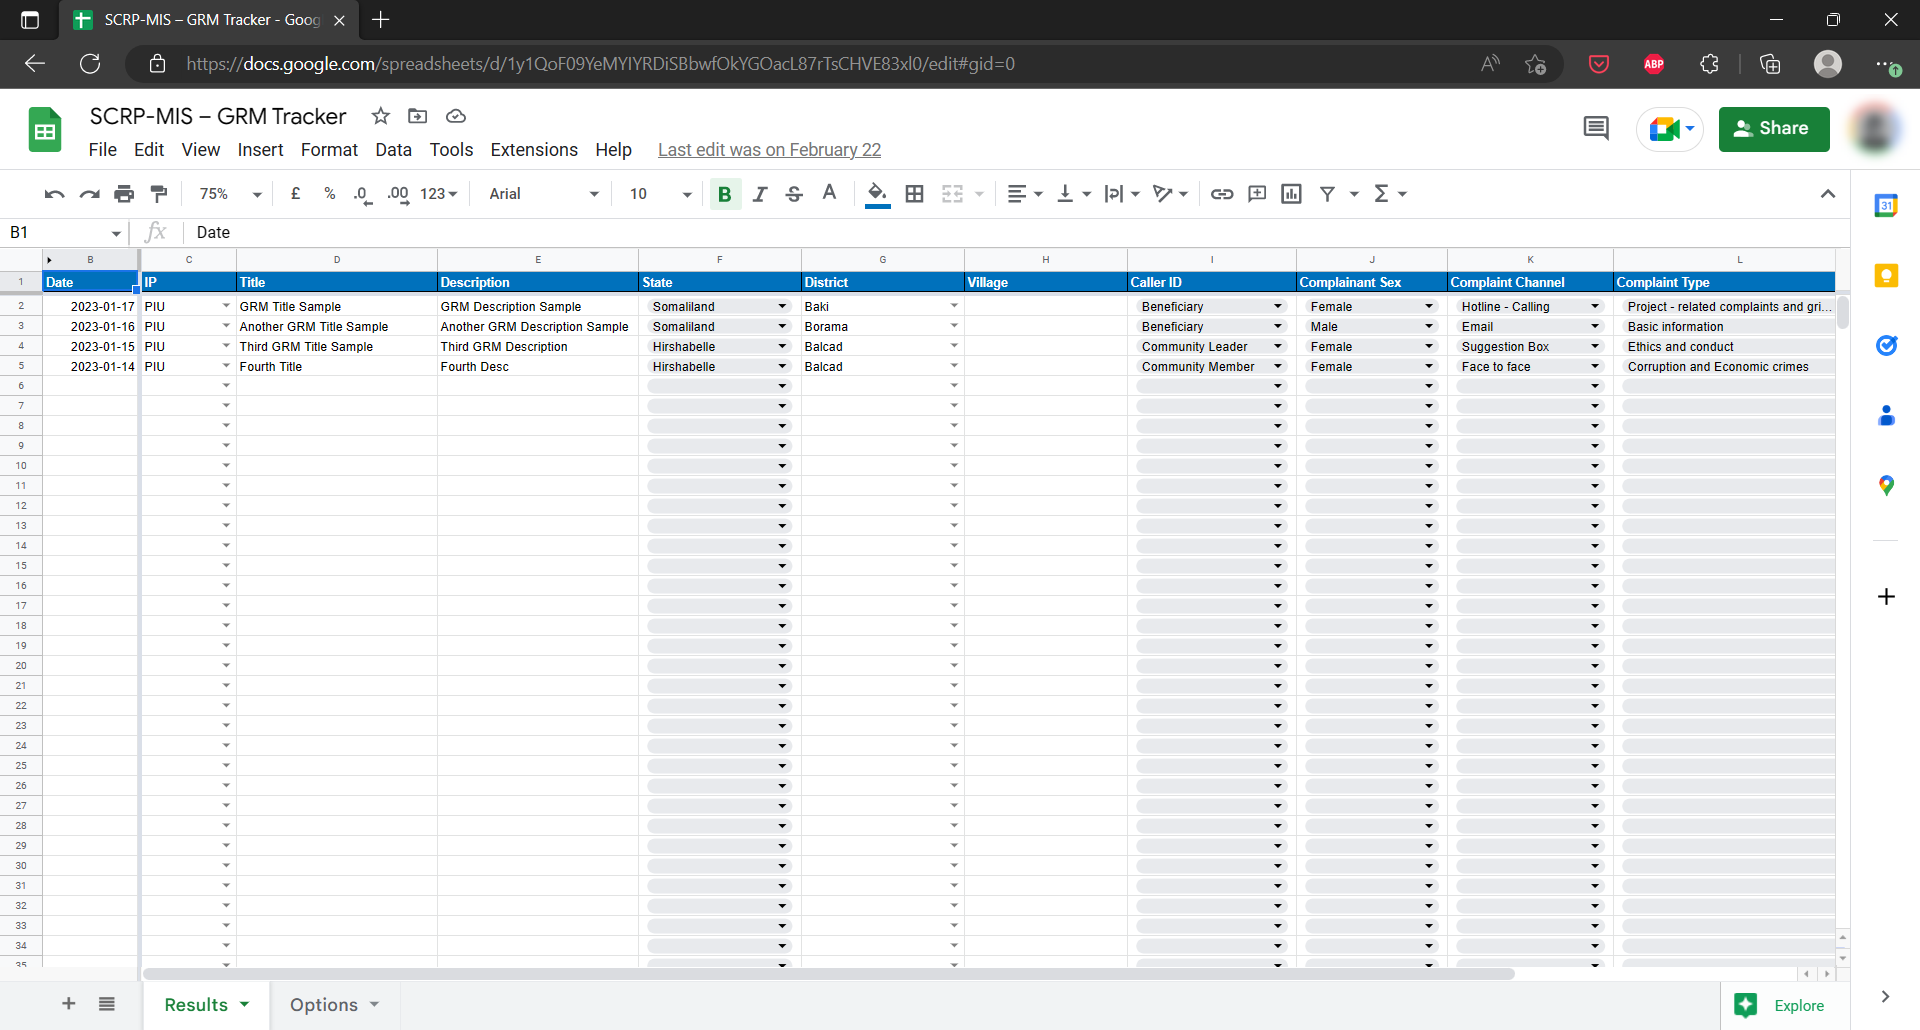 SCRP-MIS – GRM Tracker - Goog
https://docs.google.com/spreadsheets/d/1y1QoF09YeMYIYRDiSBbwfOkYGOacL87rTsCHVE83xI0/edit#gid=0
ABP
SCRP-MIS – GRM Tracker
Share
File Edit View Insert Format Data Tools Extensions Help Last edit was on February 22
75% £ % .0 .00 123 Arial 10 B I S A
31
B1 fx Date
B C D E F G H I J K L
1 Date IP Title Description State District Village Caller ID Complainant Sex Complaint Channel Complaint Type
2 2023-01-17 PIU GRM Title Sample GRM Description Sample Somaliland Baki Beneficiary Female Hotline - Calling Project - related complaints and gri...
3 2023-01-16 PIU Another GRM Title Sample Another GRM Description Sample Somaliland Borama Beneficiary Male Email Basic information
4 2023-01-15 PIU Third GRM Title Sample Third GRM Description Hirshabelle Balcad Community Leader Female Suggestion Box Ethics and conduct
5 2023-01-14 PIU Fourth Title Fourth Desc Hirshabelle Balcad Community Member Female Face to face Corruption and Economic crimes
6
7
8
9
10
11
12
13
14
15
16
17
18
19
20
21
22
23
24
25
26
27
28
29
30
31
32
33
34
35
Results Options Explore